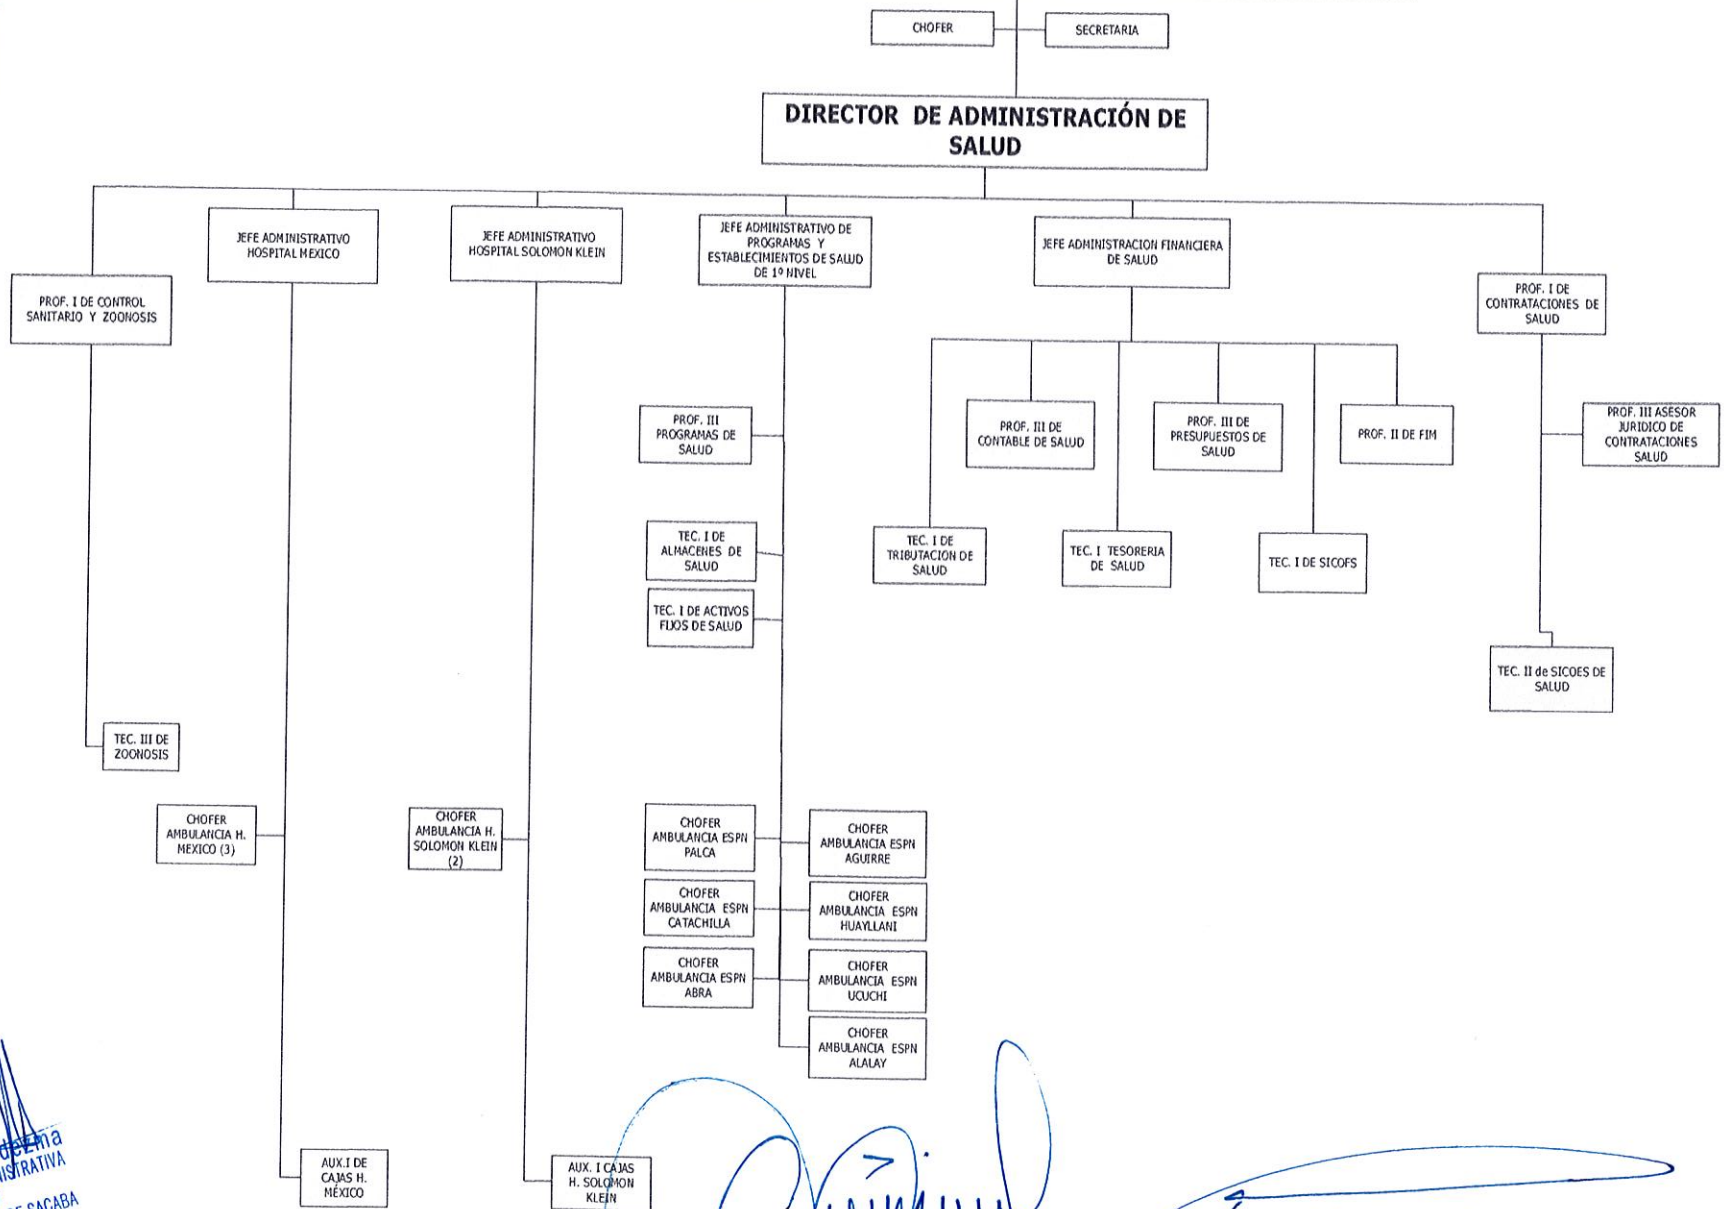 CHOFER
SECRETARIA
DIRECTOR DE ADMINISTRACIÓN DE
SALUD
JEFE ADMINISTRATIVO
HOSPITAL MEXICO
JEFE ADMINISTRATIVO
HOSPITAL SOLOMON KLEIN
JEFE ADMINISTRATIVO DE
PROGRAMAS Y
ESTABLECIMIENTOS DE SALUD
DE 1º NIVEL
JEFE ADMINISTRACION FINANCIERA
DE SALUD
PROF. I DE CONTROL
SANITARIO Y ZOONOSIS
PROF. I DE
CONTRATACIONES DE
SALUD
PROF. III
PROGRAMAS DE
SALUD
PROF. III DE
CONTABLE DE SALUD
PROF. III DE
PRESUPUESTOS DE
SALUD
PROF. II DE FIM
PROF. III ASESOR
JURIDICO DE
CONTRATACIONES
SALUD
TEC. I DE
ALMACENES DE
SALUD
TEC. I DE
TRIBUTACION DE
SALUD
TEC. I TESORERIA
DE SALUD
TEC. I DE SICOFS
TEC. I DE ACTIVOS
FIJOS DE SALUD
TEC. II de SICOES DE
SALUD
TEC. III DE
ZOONOSIS
CHOFER
AMBULANCIA H.
MEXICO (3)
CHOFER
AMBULANCIA H.
SOLOMON KLEIN
(2)
CHOFER
AMBULANCIA ESPN
PALCA
CHOFER
AMBULANCIA ESPN
AGUIRRE
CHOFER
AMBULANCIA ESPN
CATACHILLA
CHOFER
AMBULANCIA ESPN
HUAYLLANI
CHOFER
AMBULANCIA ESPN
ABRA
CHOFER
AMBULANCIA ESPN
UCUCHI
CHOFER
AMBULANCIA ESPN
ALALAY
AUX.I DE
CAJAS H.
MÉXICO
AUX. I CAJAS
H. SOLOMON
KLEIN
SACABA